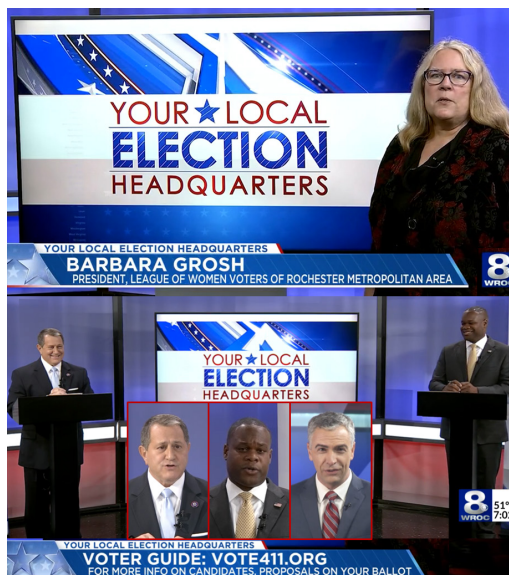 YOUR LOCAL
ELECTION
HEADQUARTERS
YOUR LOCAL ELECTION HEADQUARTERS
BARBARA GROSH
PRESIDENT, LEAGUE OF WOMEN VOTERS OF ROCHESTER METROPOLITAN AREA
8
WROC
YOUR LOCAL
ELECTION
HEADQUARTERS
8
WROC
51°
YOUR LOCAL ELECTION HEADQUARTERS
VOTER GUIDE: VOTE411.ORG
FOR MORE INFO ON CANDIDATES, PROPOSALS ON YOUR BALLOT